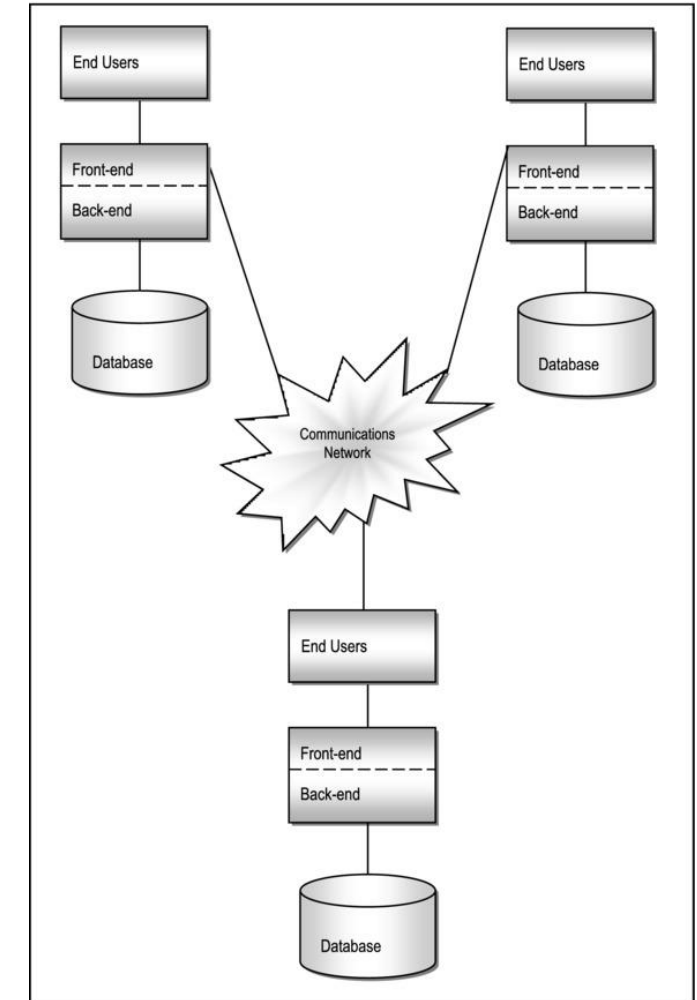 End Users
Front-end
Back-end
Database
End Users
Front-end
Back-end
Database
Communications
Network
End Users
Front-end
Back-end
Database